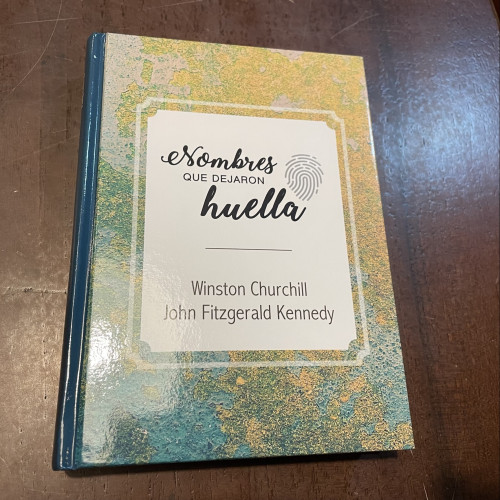 Nombres
QUE DEJARON
huella
Winston Churchill
John Fitzgerald Kennedy